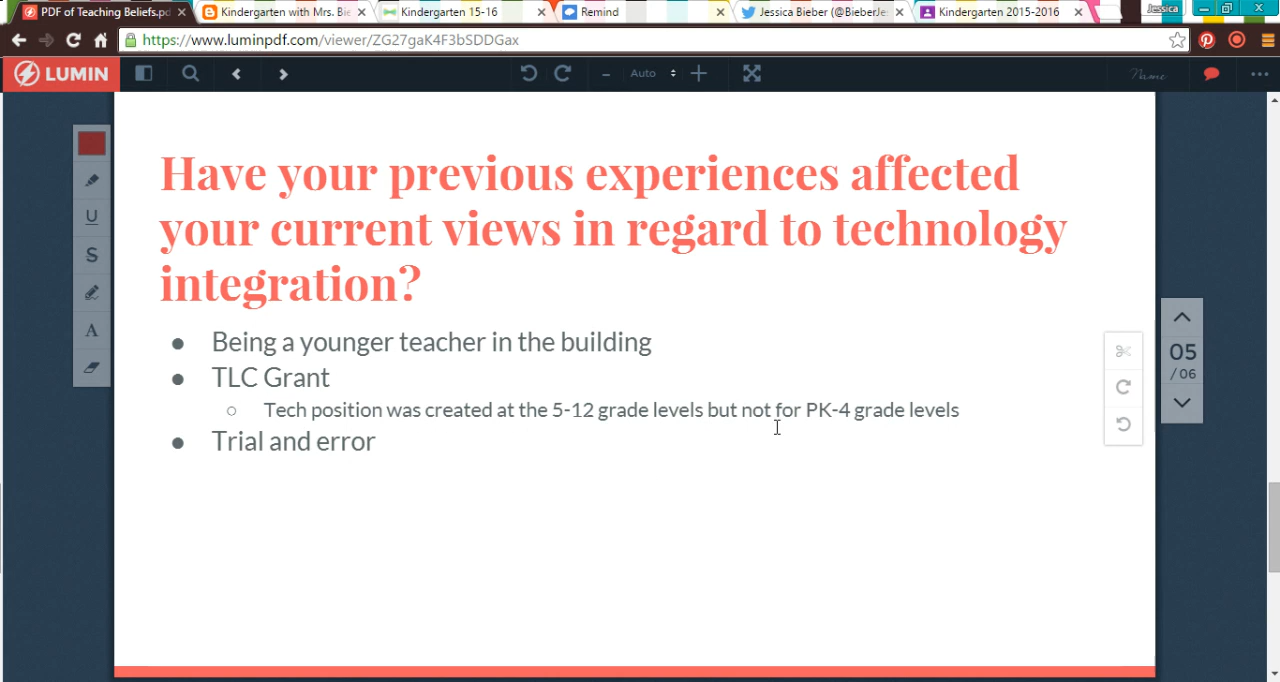 PDF of Teaching Beliefs.pd
Kindergarten with Mrs. Bie
Kindergarten 15-16
Remind
Jessica Bieber (@BieberJe
Kindergarten 2015-2016
Jessica
https://www.luminpdf.com/viewer/ZG27gaK4F3bSDDGax
LUMIN
Auto
Name
Have your previous experiences affected
your current views in regard to technology
integration?
● Being a younger teacher in the building
● TLC Grant
○ Tech position was created at the 5-12 grade levels but not for PK-4 grade levels
● Trial and error
U
S
A
05
/ 06